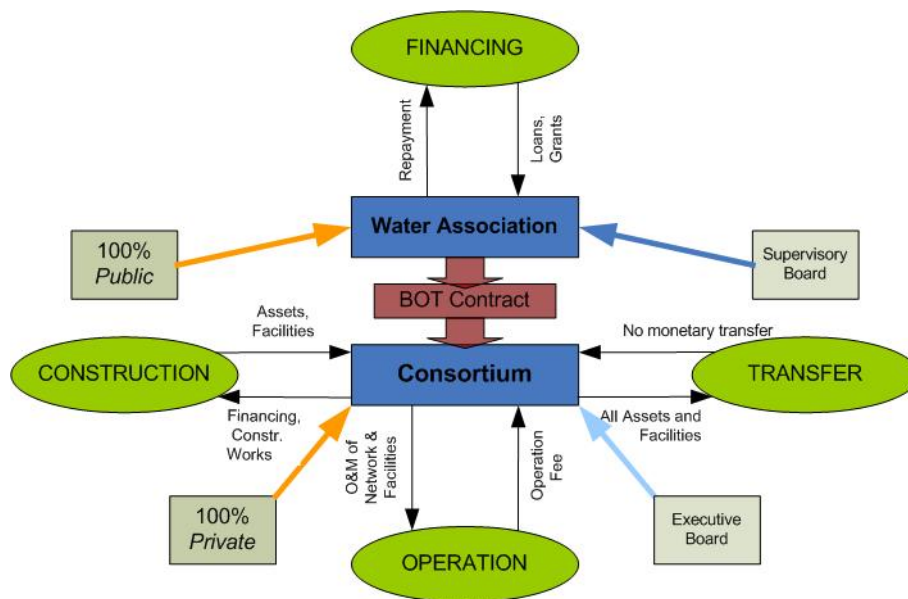 FINANCING
Repayment
Loans,
Grants
Water Association
100%
Public
Supervisory
Board
BOT Contract
Assets,
Facilities
No monetary transfer
CONSTRUCTION
Consortium
TRANSFER
Financing,
Constr.
Works
All Assets and
Facilities
O&M of
Network &
Facilities
Operation
Fee
100%
Private
Executive
Board
OPERATION